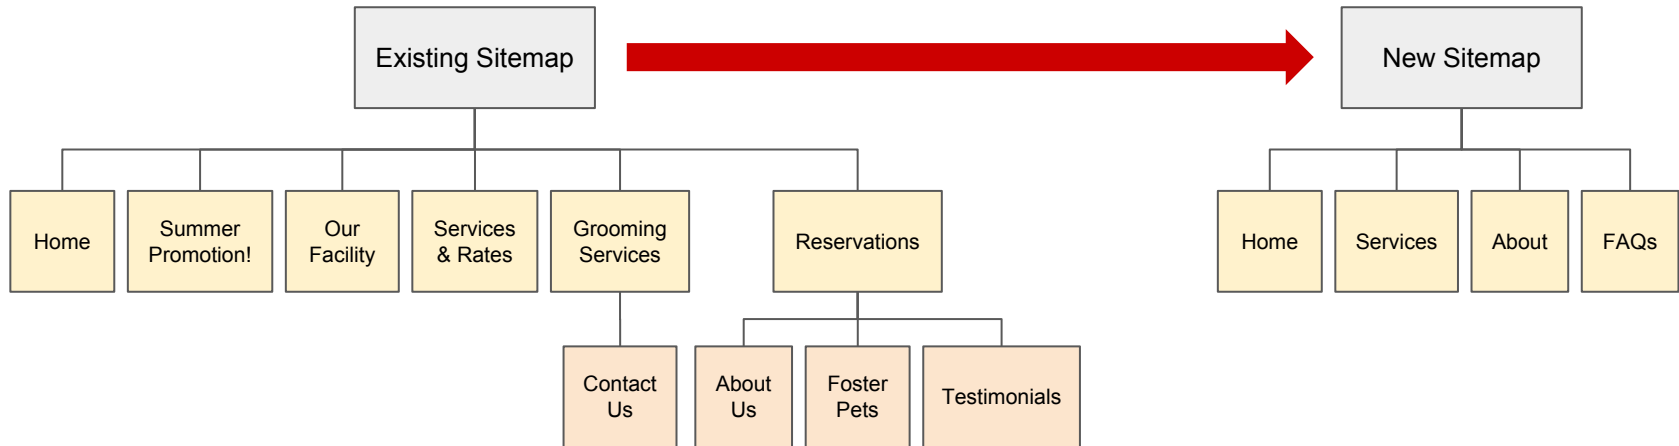 Existing Sitemap
New Sitemap
Home
Summer
Promotion!
Our
Facility
Services
& Rates
Grooming
Services
Reservations
Home
Services
About
FAQs
Contact
Us
About
Us
Foster
Pets
Testimonials